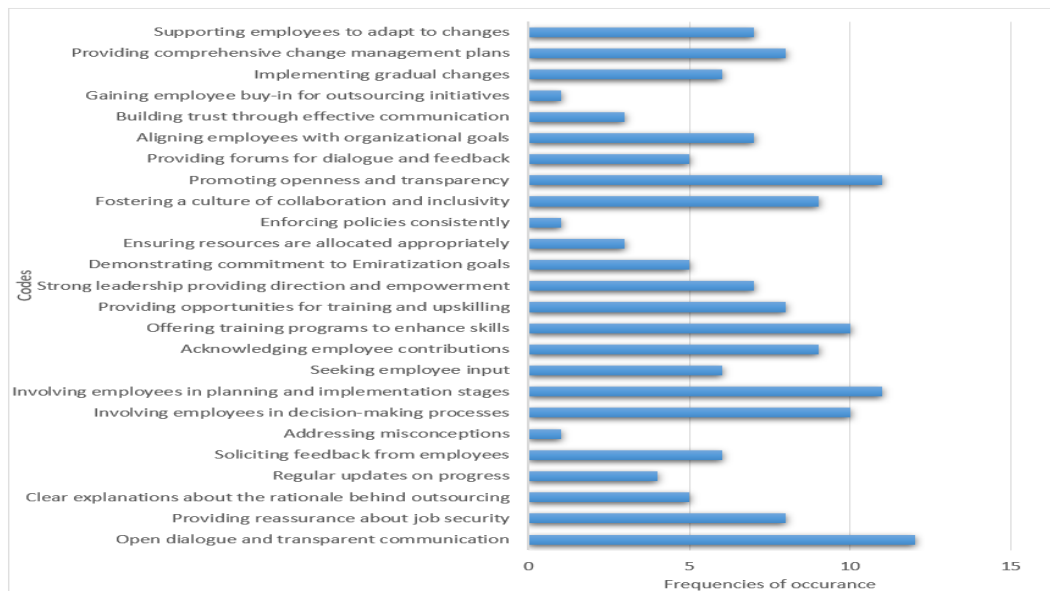 Supporting employees to adapt to changes
Providing comprehensive change management plans
Implementing gradual changes
Gaining employee buy-in for outsourcing initiatives
Building trust through effective communication
Aligning employees with organizational goals
Providing forums for dialogue and feedback
Promoting openness and transparency
Fostering a culture of collaboration and inclusivity
Enforcing policies consistently
Ensuring resources are allocated appropriately
Demonstrating commitment to Emiratization goals
Strong leadership providing direction and empowerment
Providing opportunities for training and upskilling
Offering training programs to enhance skills
Acknowledging employee contributions
Seeking employee input
Involving employees in planning and implementation stages
Involving employees in decision-making processes
Addressing misconceptions
Soliciting feedback from employees
Regular updates on progress
Clear explanations about the rationale behind outsourcing
Providing reassurance about job security
Open dialogue and transparent communication
Codes
0 5 10 15
Frequencies of occurance